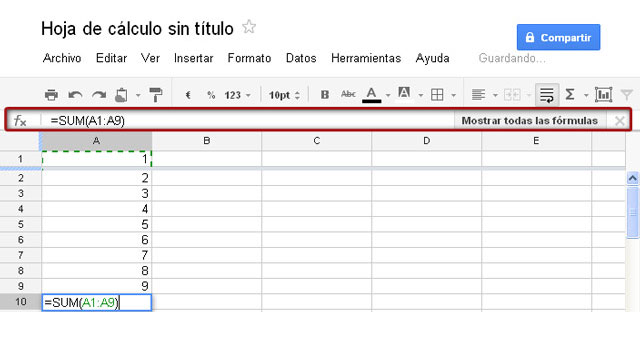 Hoja de cálculo sin título
Compartir
Archivo Editar Ver Insertar Formato Datos Herramientas Ayuda Guardando...
€ % 123 10pt B Abc A A Σ
fx =SUM(A1:A9) Mostrar todas las fórmulas
A B C D E
1 1
2 2
3 3
4 4
5 5
6 6
7 7
8 8
9 9
10 =SUM(A1:A9)